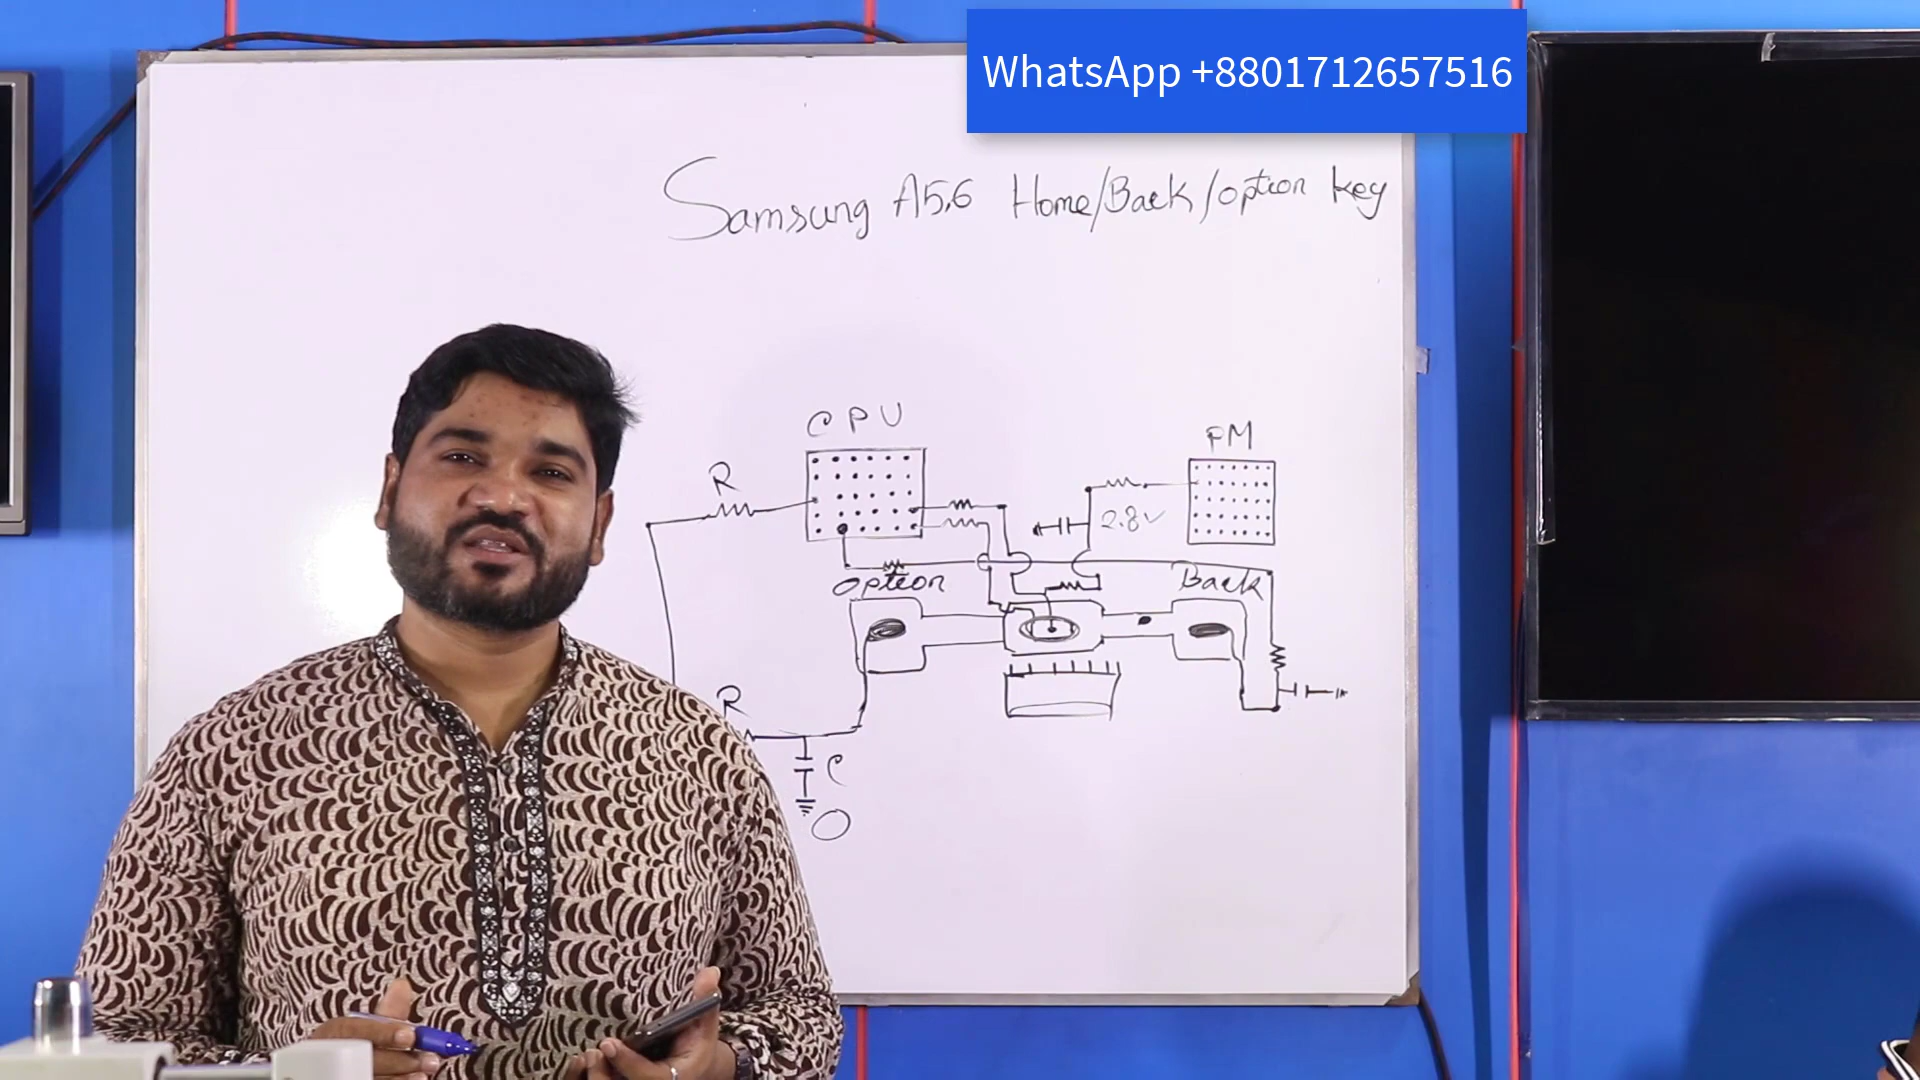 WhatsApp +8801712657516
Samsung A5,6 Home/Back/option key
CPU
PM
R
2.8v
option
Back
R
C